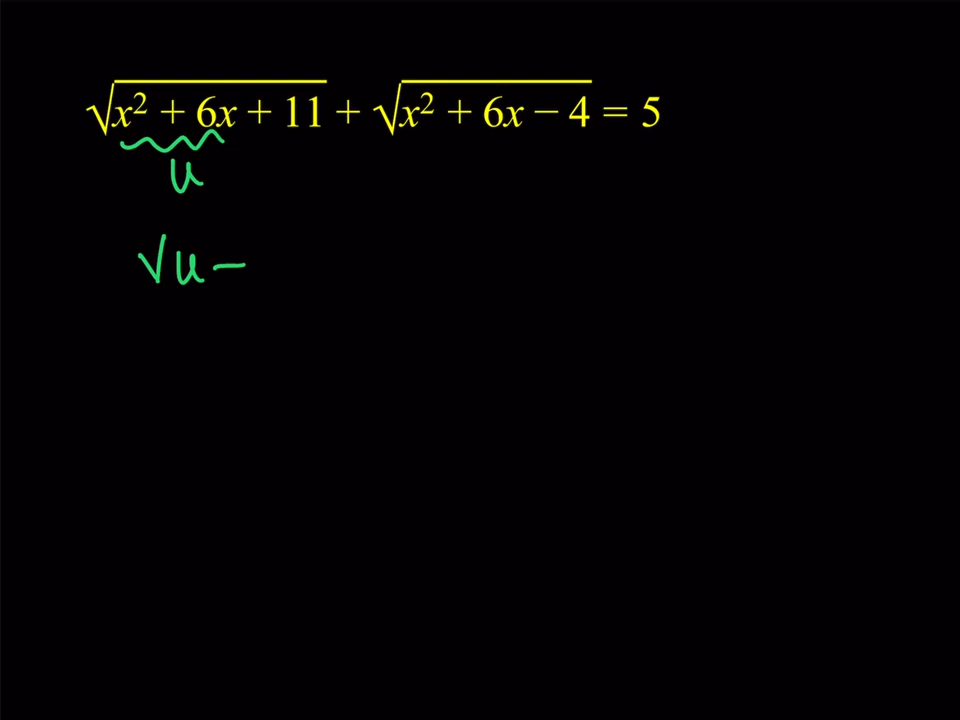 √(x² + 6x + 11) + √(x² + 6x − 4) = 5
u
√u −